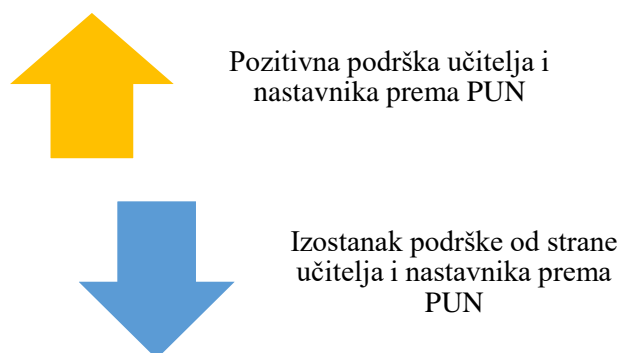 Pozitivna podrška učitelja i
nastavnika prema PUN
Izostanak podrške od strane
učitelja i nastavnika prema
PUN